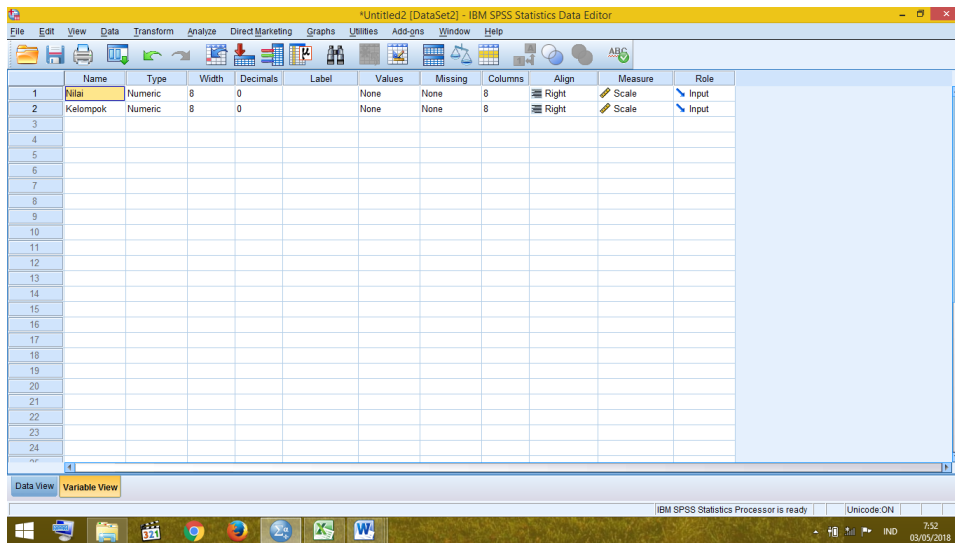 *Untitled2 [DataSet2] - IBM SPSS Statistics Data Editor
File Edit View Data Transform Analyze Direct Marketing Graphs Utilities Add-ons Window Help
Name Type Width Decimals Label Values Missing Columns Align Measure Role
1 Nilai Numeric 8 0 None None 8 Right Scale Input
2 Kelompok Numeric 8 0 None None 8 Right Scale Input
3
4
5
6
7
8
9
10
11
12
13
14
15
16
17
18
19
20
21
22
23
24
Data View Variable View
IBM SPSS Statistics Processor is ready Unicode:ON
IND 7:52
03/05/2018